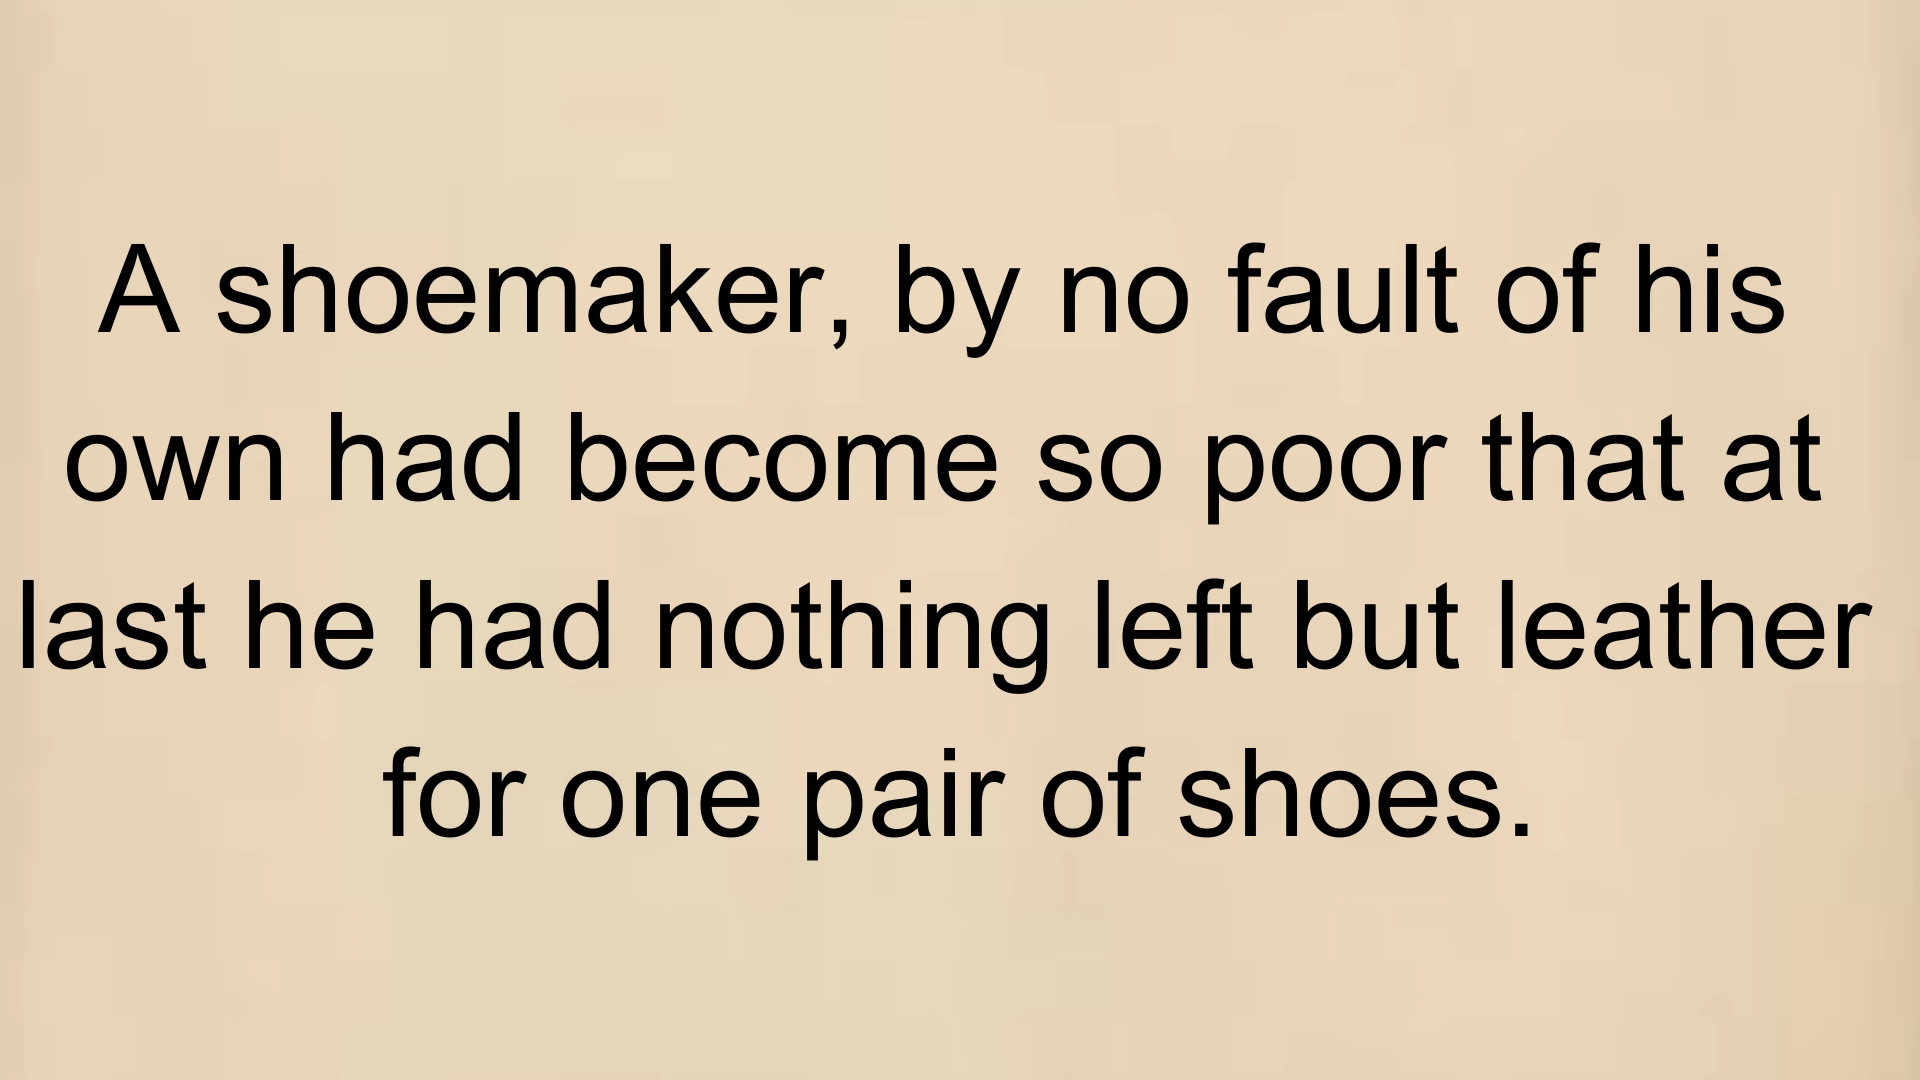 A shoemaker, by no fault of his
own had become so poor that at
last he had nothing left but leather
for one pair of shoes.